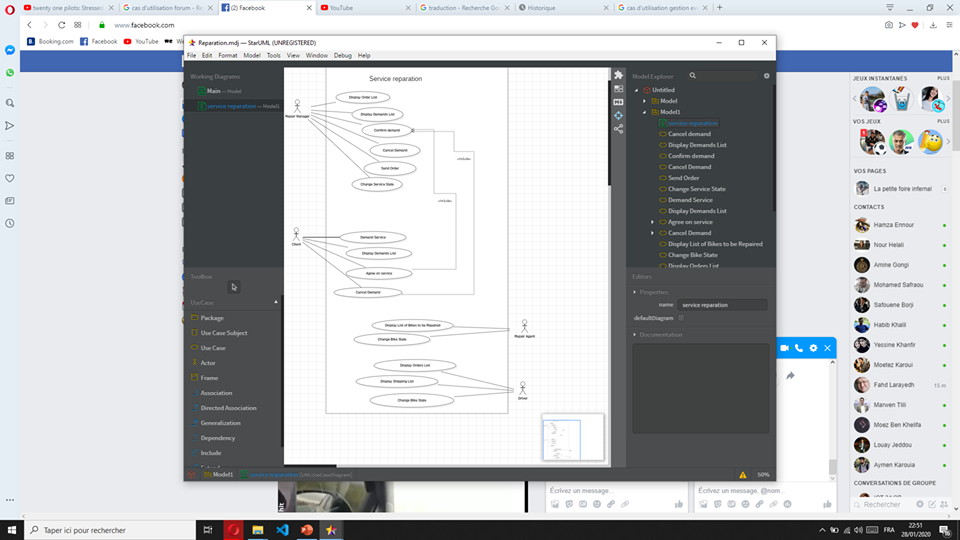 twenty one pilots: Stressed
cas d'utilisation forum - Re
(2) Facebook
YouTube
traduction - Recherche Go
Historique
cas d'utilisation gestion ev
www.facebook.com
Booking.com
Facebook
YouTube
We
Reparation.mdj — StarUML (UNREGISTERED)
File Edit Format Model Tools View Window Debug Help
Working Diagrams
Main — Model
service reparation — Model1
Toolbox
UseCase
Package
Use Case Subject
Use Case
Actor
Frame
Association
Directed Association
Generalization
Dependency
Include
Service reparation
Display Order List
Repair Manager
Display Demands List
Confirm demand
Cancel Demand
«include»
Send Order
Change Service State
«include»
Client
Demand Service
Display Demands List
Agree on service
Cancel Demand
Display List of Bikes to be Repaired
Change Bike State
Repair Agent
Display Orders List
Display Shipping List
Change Bike State
Driver
Model Explorer
Untitled
Model
Model1
service reparation
Cancel demand
Display Demands List
Confirm demand
Cancel Demand
Send Order
Change Service State
Demand Service
Display Demands List
Agree on service
Cancel Demand
Display List of Bikes to be Repaired
Change Bike State
Display Orders List
Editors
Properties
name service reparation
defaultDiagram
Documentation
Model1
service reparation [UMLUseCaseDiagram]
50%
JEUX INSTANTANÉS PLUS
VOS JEUX PLUS
VOS PAGES
La petite foire infernal
CONTACTS
Hamza Ennour
Nour Helali
Amine Gongi
Mohamed Safraou
Safouene Borji
Habib Khalil
Yessine Khanfir
Moetez Karoui
Fahd Larayedh 15 m
Marwen Tlili
Moez Ben Khelifa
Louay Jeddou
Aymen Karouia
CONVERSATIONS DE GROUPE
Rechercher
Écrivez un message...
Écrivez un message, @nom...
Taper ici pour rechercher
FRA
22:51
28/01/2020